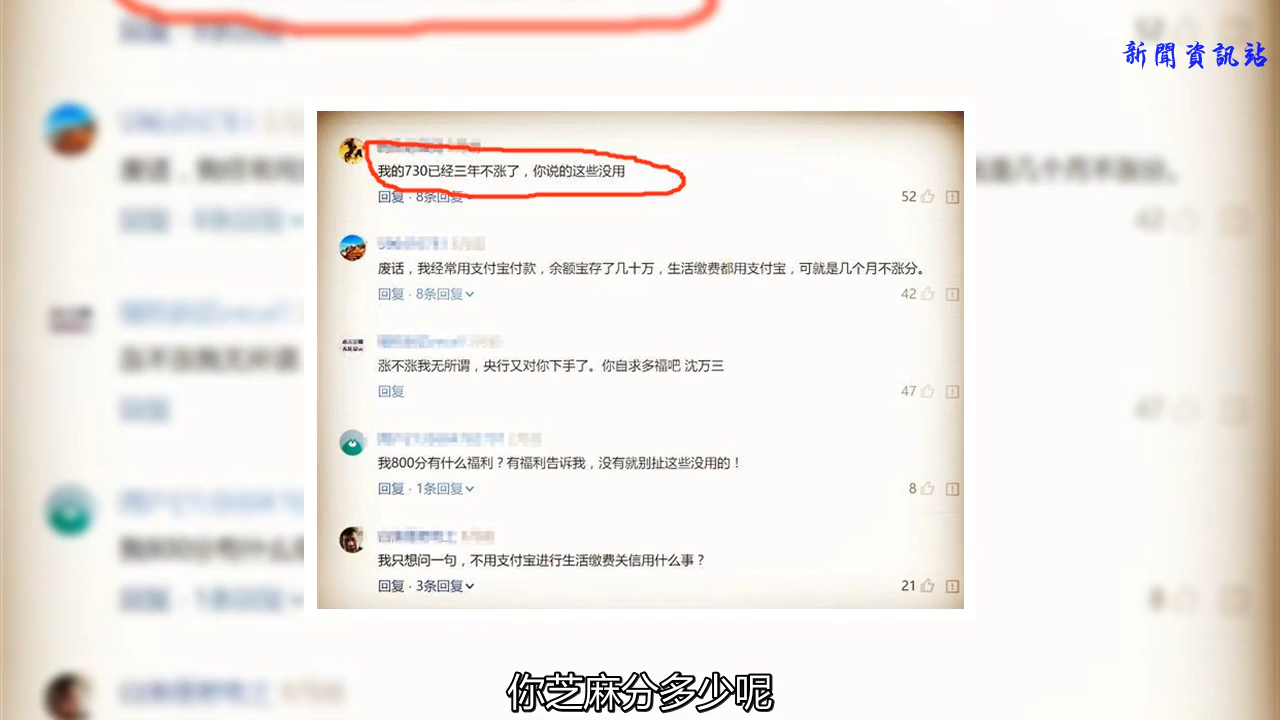 新聞資訊站
我的730已经三年不涨了，你说的这些没用
回复 · 8条回复
52
废话，我经常用支付宝付款，余额宝存了几十万，生活缴费都用支付宝，可就是几个月不涨分。
回复 · 8条回复
42
涨不涨我无所谓，央行又对你下手了。你自求多福吧 沈万三
回复
47
我800分有什么福利？有福利告诉我，没有就别扯这些没用的！
回复 · 1条回复
8
我只想问一句，不用支付宝进行生活缴费关信用什么事？
回复 · 3条回复
21
你芝麻分多少呢